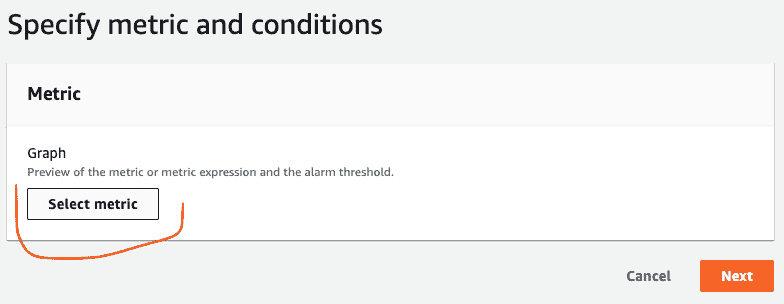 Specify metric and conditions
Metric
Graph
Preview of the metric or metric expression and the alarm threshold.
Select metric
Cancel
Next